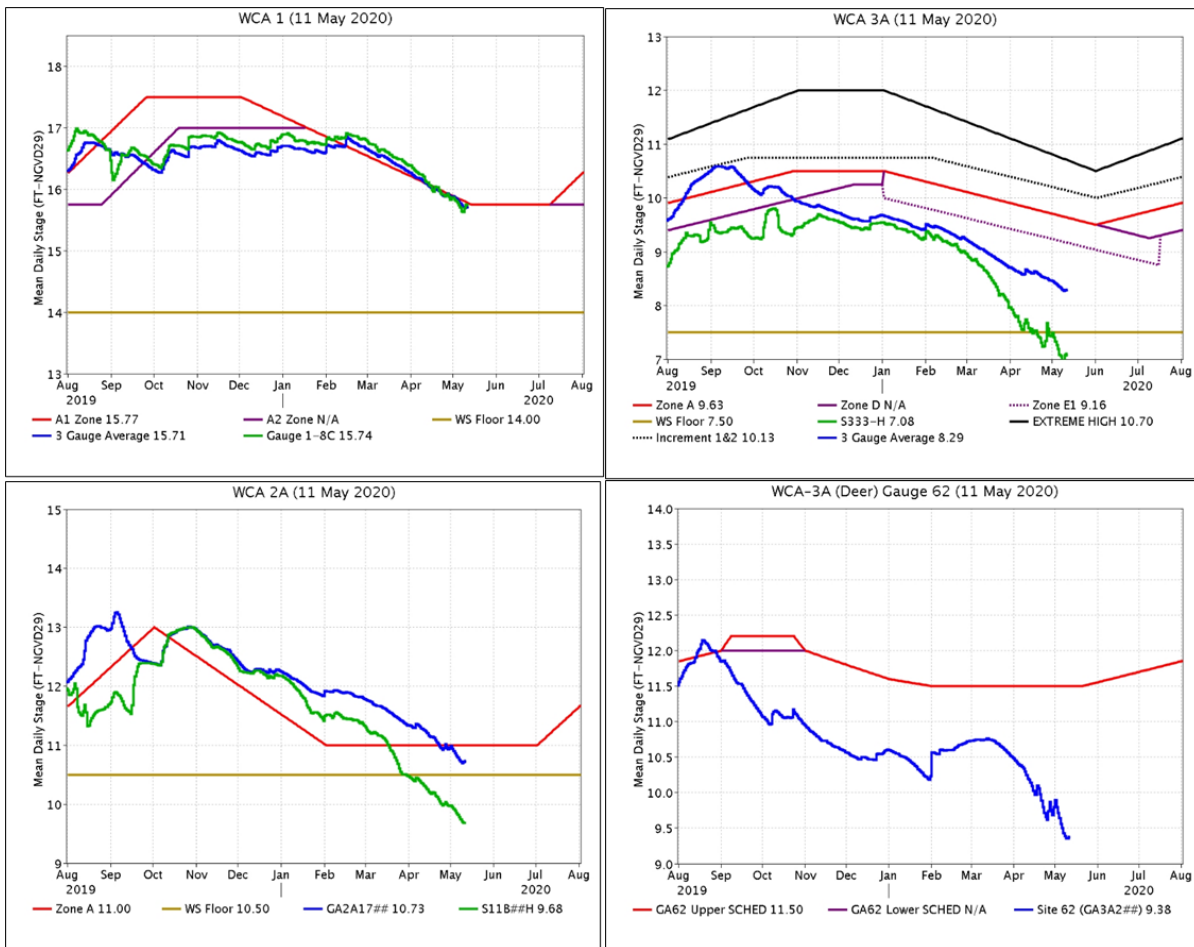 WCA 1 (11 May 2020)
Mean Daily Stage (FT-NGVD29)
18
17
16
15
14
13
Aug Sep Oct Nov Dec Jan Feb Mar Apr May Jun Jul Aug
2019 2020
A1 Zone 15.77 A2 Zone N/A WS Floor 14.00
3 Gauge Average 15.71 Gauge 1-8C 15.74
WCA 3A (11 May 2020)
Mean Daily Stage (FT-NGVD29)
13
12
11
10
9
8
7
Aug Sep Oct Nov Dec Jan Feb Mar Apr May Jun Jul Aug
2019 2020
Zone A 9.63 Zone D N/A Zone E1 9.16
WS Floor 7.50 S333-H 7.08 EXTREME HIGH 10.70
Increment 1&2 10.13 3 Gauge Average 8.29
WCA 2A (11 May 2020)
Mean Daily Stage (FT-NGVD29)
15
14
13
12
11
10
9
Aug Sep Oct Nov Dec Jan Feb Mar Apr May Jun Jul Aug
2019 2020
Zone A 11.00 WS Floor 10.50 GA2A17## 10.73 S11B##H 9.68
WCA-3A (Deer) Gauge 62 (11 May 2020)
Mean Daily Stage (FT-NGVD29)
14.0
13.5
13.0
12.5
12.0
11.5
11.0
10.5
10.0
9.5
9.0
Aug Sep Oct Nov Dec Jan Feb Mar Apr May Jun Jul Aug
2019 2020
GA62 Upper SCHED 11.50 GA62 Lower SCHED N/A Site 62 (GA3A2##) 9.38